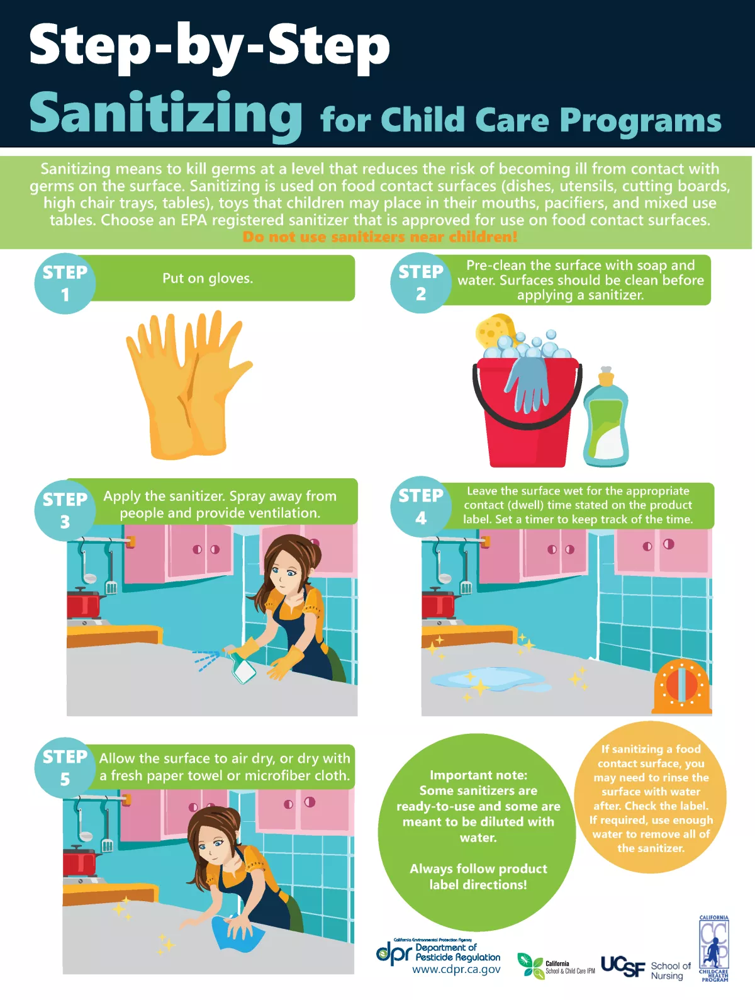 Step-by-Step
Sanitizing for Child Care Programs
Sanitizing means to kill germs at a level that reduces the risk of becoming ill from contact with
germs on the surface. Sanitizing is used on food contact surfaces (dishes, utensils, cutting boards,
high chair trays, tables), toys that children may place in their mouths, pacifiers, and mixed use
tables. Choose an EPA registered sanitizer that is approved for use on food contact surfaces.
Do not use sanitizers near children!
STEP
1
Put on gloves.
STEP
2
Pre-clean the surface with soap and
water. Surfaces should be clean before
applying a sanitizer.
STEP
3
Apply the sanitizer. Spray away from
people and provide ventilation.
STEP
4
Leave the surface wet for the appropriate
contact (dwell) time stated on the product
label. Set a timer to keep track of the time.
STEP
5
Allow the surface to air dry, or dry with
a fresh paper towel or microfiber cloth.
Important note:
Some sanitizers are
ready-to-use and some are
meant to be diluted with
water.
Always follow product
label directions!
If sanitizing a food
contact surface, you
may need to rinse the
surface with water
after. Check the label.
If required, use enough
water to remove all of
the sanitizer.
California Environmental Protection Agency
dpr Department of
Pesticide Regulation
www.cdpr.ca.gov
California
School & Child Care IPM
UCSF School of
Nursing
CALIFORNIA
CCHP
CHILDCARE
HEALTH
PROGRAM